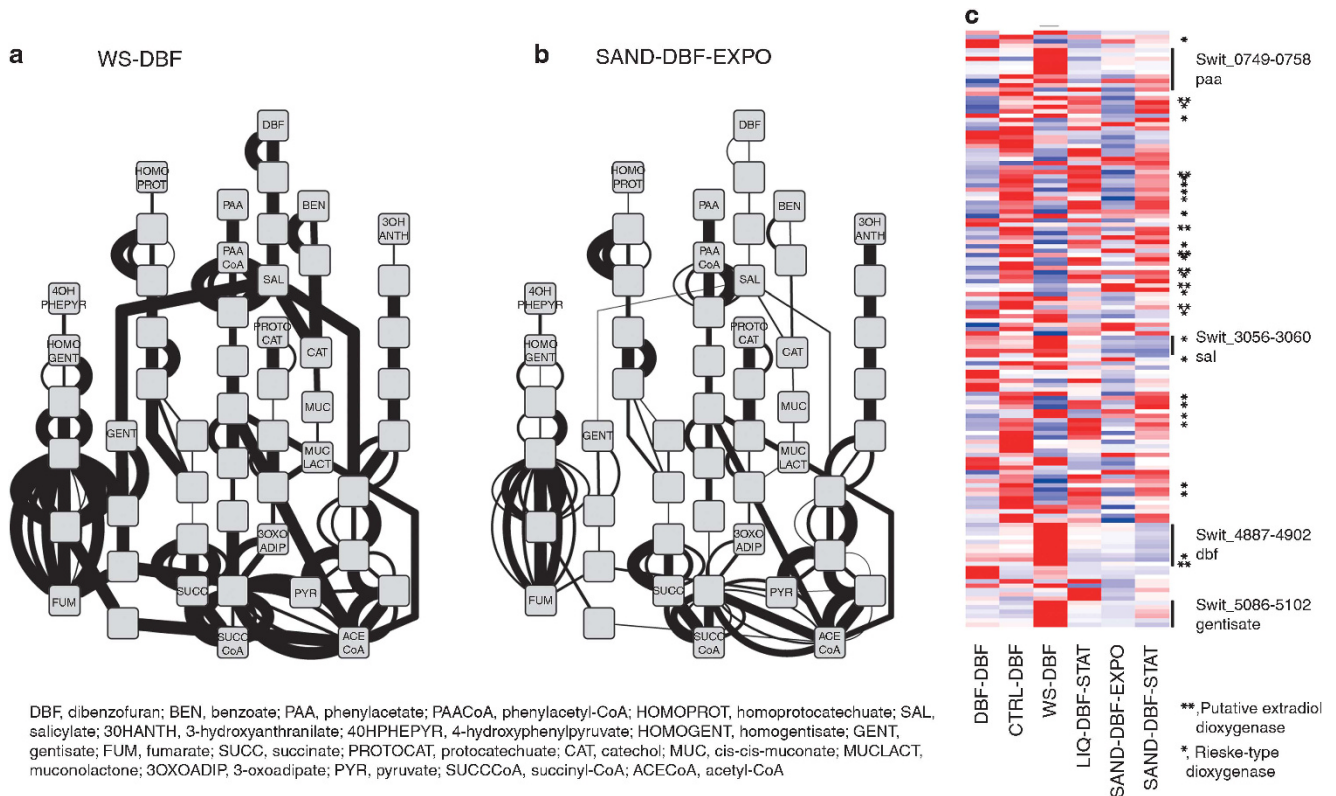 a
WS-DBF
DBF
HOMO
PROT
PAA
BEN
3OH
ANTH
PAA
CoA
SAL
4OH
PHEPYR
PROTO
CAT
HOMO
GENT
CAT
MUC
GENT
MUC
LACT
3OXO
ADIP
FUM
SUCC
PYR
SUCC
CoA
ACE
CoA
b
SAND-DBF-EXPO
DBF
HOMO
PROT
PAA
BEN
3OH
ANTH
PAA
CoA
SAL
4OH
PHEPYR
PROTO
CAT
HOMO
GENT
CAT
MUC
GENT
MUC
LACT
3OXO
ADIP
FUM
SUCC
PYR
SUCC
CoA
ACE
CoA
c
*
Swit_0749-0758
paa
Swit_3056-3060
sal
Swit_4887-4902
dbf
Swit_5086-5102
gentisate
DBF-DBF
CTRL-DBF
WS-DBF
LIQ-DBF-STAT
SAND-DBF-EXPO
SAND-DBF-STAT
**,Putative extradiol
dioxygenase
*, Rieske-type
dioxygenase
DBF, dibenzofuran; BEN, benzoate; PAA, phenylacetate; PAACoA, phenylacetyl-CoA; HOMOPROT, homoprotocatechuate; SAL,
salicylate; 30HANTH, 3-hydroxyanthranilate; 40HPHEPYR, 4-hydroxyphenylpyruvate; HOMOGENT, homogentisate; GENT,
gentisate; FUM, fumarate; SUCC, succinate; PROTOCAT, protocatechuate; CAT, catechol; MUC, cis-cis-muconate; MUCLACT,
muconolactone; 3OXOADIP, 3-oxoadipate; PYR, pyruvate; SUCCCoA, succinyl-CoA; ACECoA, acetyl-CoA